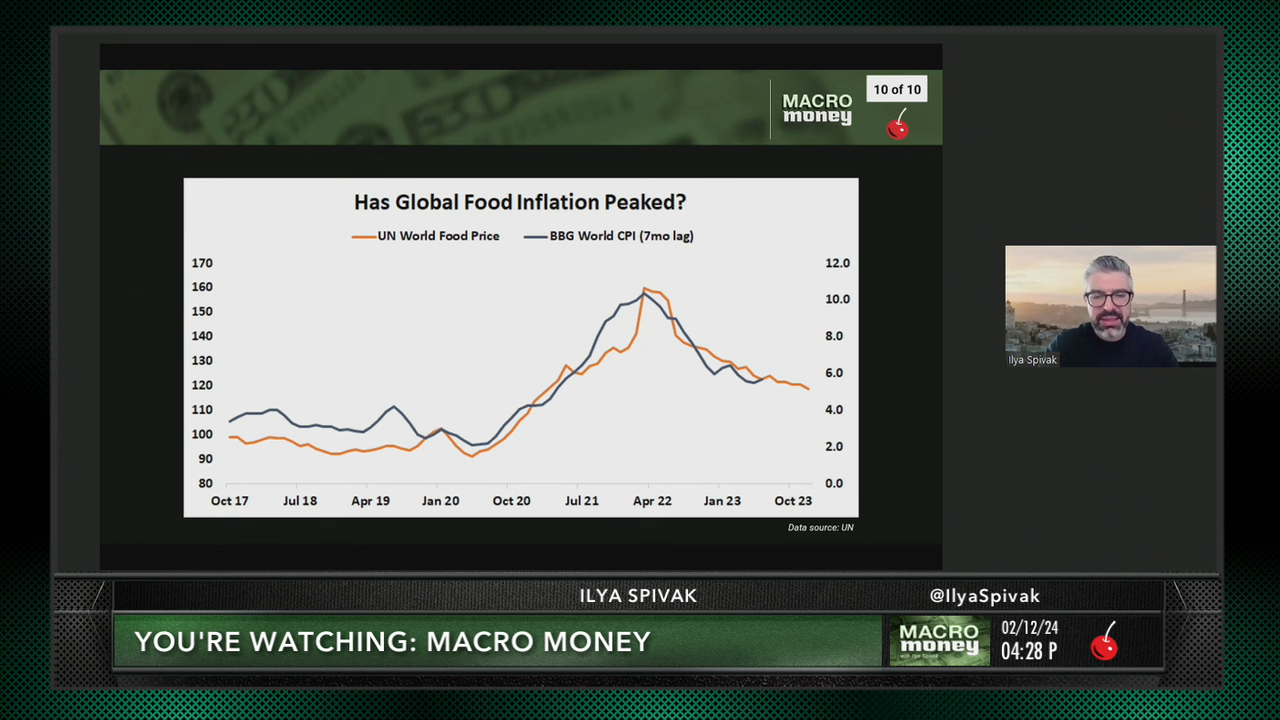 MACRO
money
10 of 10
Has Global Food Inflation Peaked?
UN World Food Price
BBG World CPI (7mo lag)
170
160
150
140
130
120
110
100
90
80
12.0
10.0
8.0
6.0
4.0
2.0
0.0
Oct 17
Jul 18
Apr 19
Jan 20
Oct 20
Jul 21
Apr 22
Jan 23
Oct 23
Data source: UN
Ilya Spivak
ILYA SPIVAK
@IlyaSpivak
YOU'RE WATCHING: MACRO MONEY
MACRO
money
with Ilya Spivak
02/12/24
04:28 P